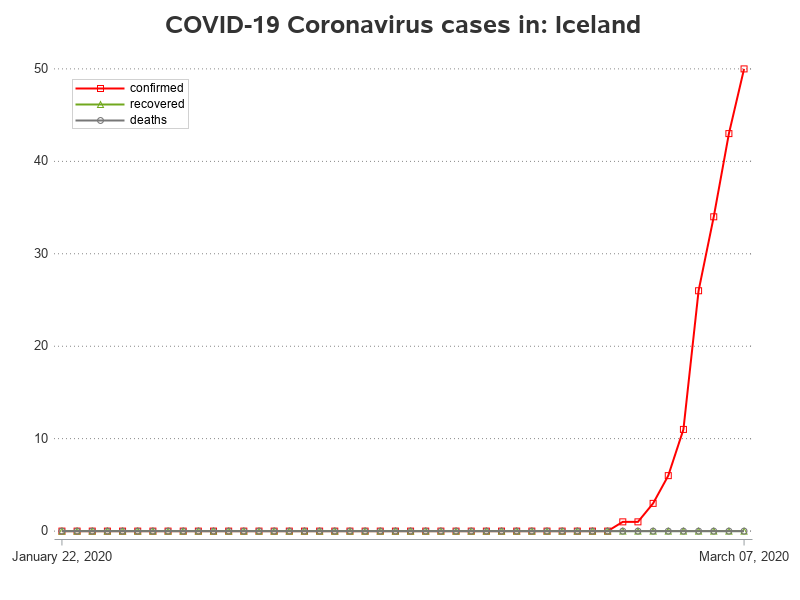 COVID-19 Coronavirus cases in: Iceland
50
confirmed
recovered
deaths
40
30
20
10
0
January 22, 2020 March 07, 2020